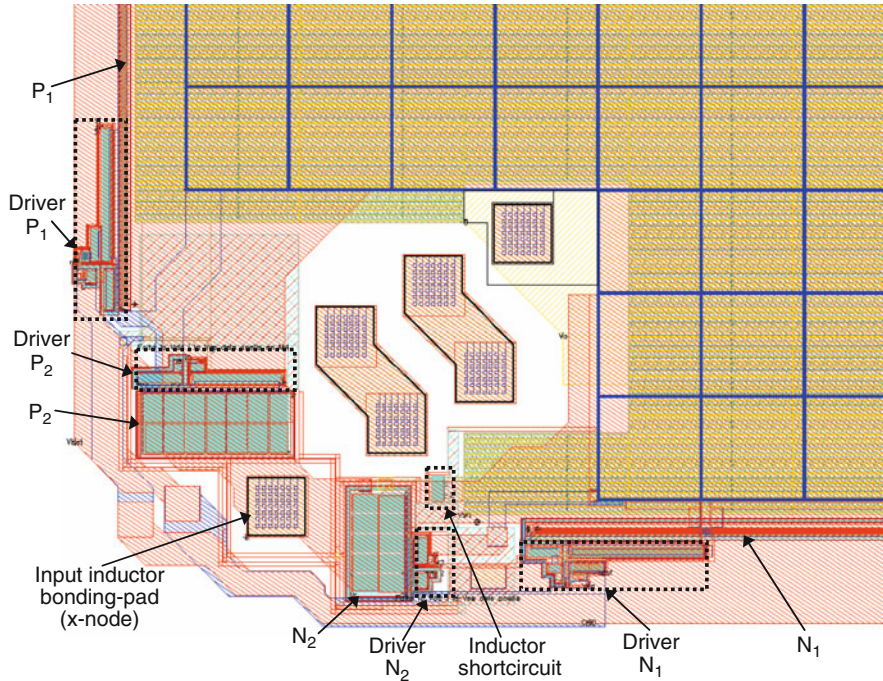 P1
Driver
P1
Driver
P2
P2
Input inductor
bonding-pad
(x-node)
N2
Driver
N2
Inductor
shortcircuit
Driver
N1
N1